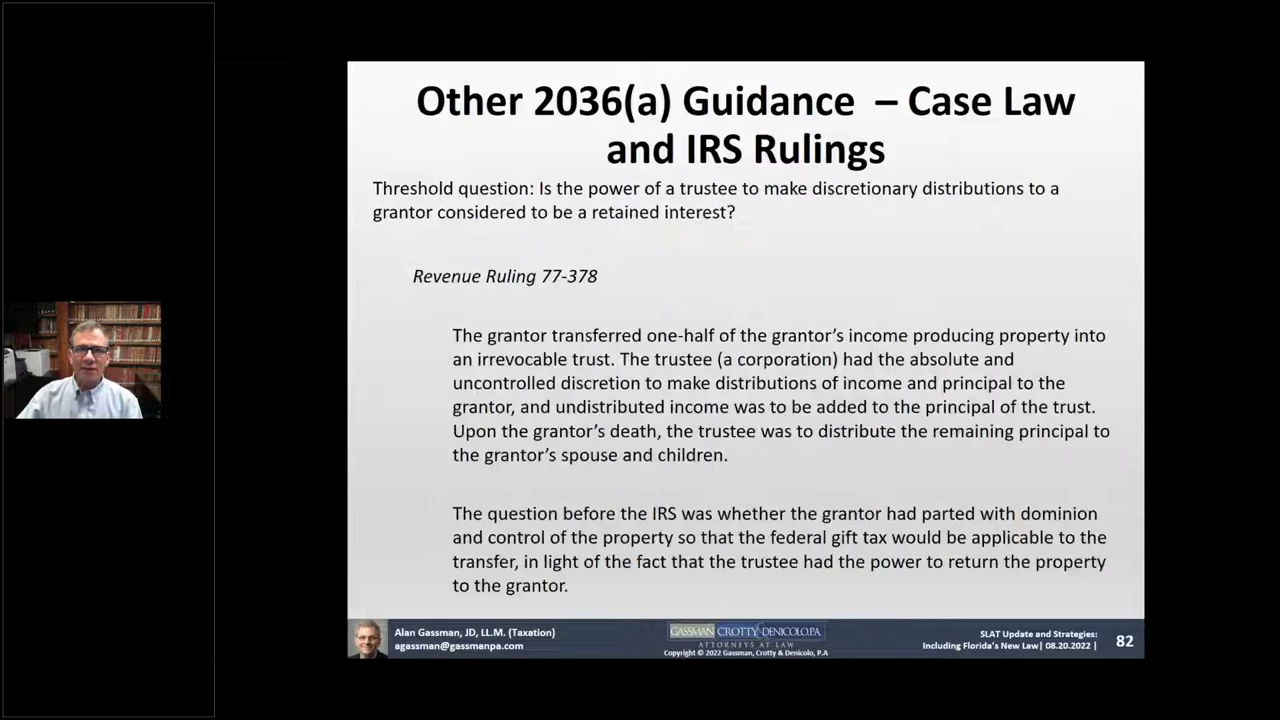 Other 2036(a) Guidance – Case Law
and IRS Rulings
Threshold question: Is the power of a trustee to make discretionary distributions to a
grantor considered to be a retained interest?
Revenue Ruling 77-378
The grantor transferred one-half of the grantor’s income producing property into
an irrevocable trust. The trustee (a corporation) had the absolute and
uncontrolled discretion to make distributions of income and principal to the
grantor, and undistributed income was to be added to the principal of the trust.
Upon the grantor’s death, the trustee was to distribute the remaining principal to
the grantor’s spouse and children.
The question before the IRS was whether the grantor had parted with dominion
and control of the property so that the federal gift tax would be applicable to the
transfer, in light of the fact that the trustee had the power to return the property
to the grantor.
Alan Gassman, JD, LL.M. (Taxation)
agassman@gassmanpa.com
GASSMAN CROTTY DENICOLO, P.A.
ATTORNEYS AT LAW
Copyright © 2022 Gassman, Crotty & Denicolo, P.A
SLAT Update and Strategies:
Including Florida's New Law| 08.20.2022 |
82